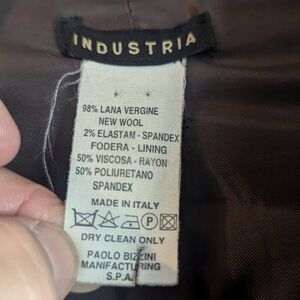 INDUSTRIA
98% LANA VERGINE
NEW WOOL
2% ELASTAM - SPANDEX
FODERA - LINING
50% VISCOSA - RAYON
50% POLIURETANO
SPANDEX
MADE IN ITALY
P
DRY CLEAN ONLY
PAOLO BIZZINI
MANIFACTURING
S.P.A.